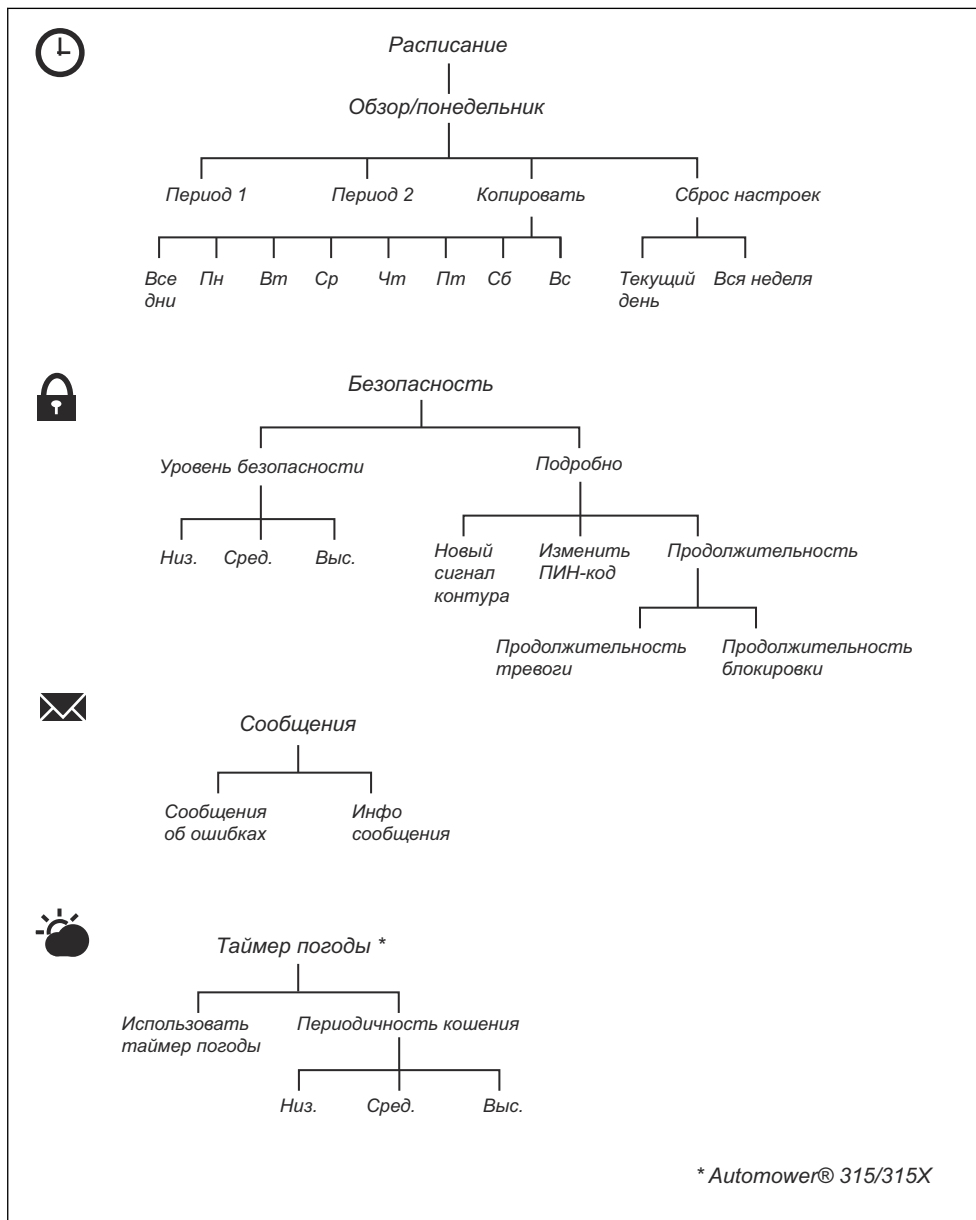 Расписание
Обзор/понедельник
Период 1 Период 2 Копировать Сброс настроек
Все дни Пн Вт Ср Чт Пт Сб Вс Текущий день Вся неделя
Безопасность
Уровень безопасности Подробно
Низ. Сред. Выс.
Новый сигнал контура
Изменить ПИН-код
Продолжительность
Продолжительность тревоги
Продолжительность блокировки
Сообщения
Сообщения об ошибках
Инфо сообщения
Таймер погоды *
Использовать таймер погоды
Периодичность кошения
Низ. Сред. Выс.
* Automower® 315/315X